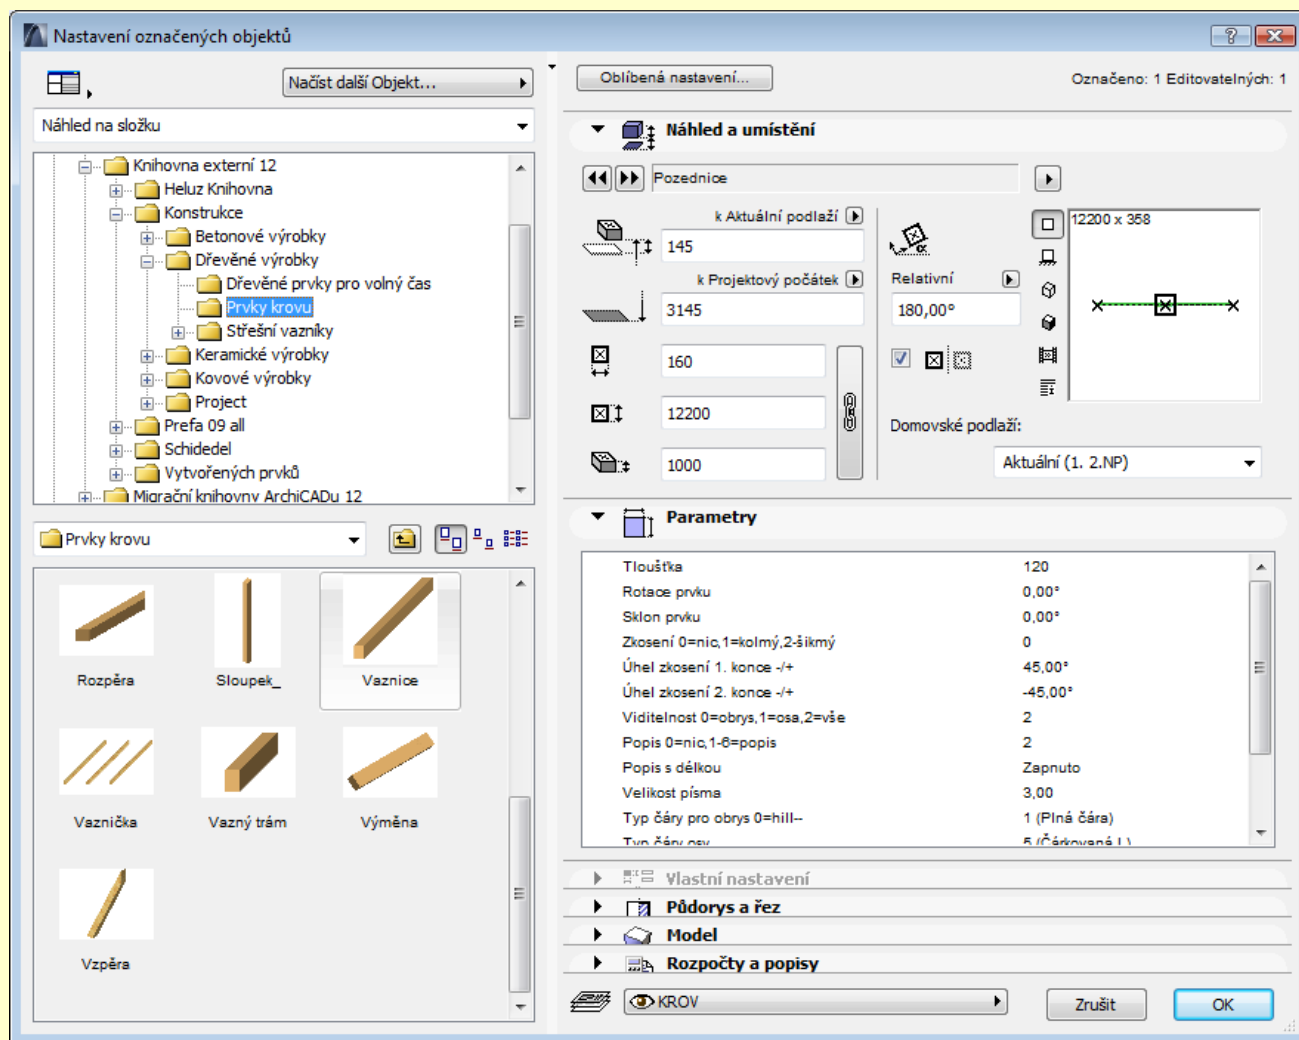 Nastavení označených objektů
Načíst další Objekt...
Náhled na složku
Knihovna externí 12
Heluz Knihovna
Konstrukce
Betonové výrobky
Dřevěné výrobky
Dřevěné prvky pro volný čas
Prvky krovu
Střešní vazníky
Keramické výrobky
Kovové výrobky
Project
Prefa 09 all
Schidedel
Vytvořených prvků
Migrační knihovny ArchiCADu 12
Prvky krovu
Rozpěra
Sloupek_
Vaznice
Vaznička
Vazný trám
Výměna
Vzpěra
Oblíbená nastavení...
Označeno: 1 Editovatelných: 1
Náhled a umístění
Pozednice
k Aktuální podlaží
145
k Projektový počátek
3145
160
12200
1000
Relativní
180,00°
12200 x 358
Domovské podlaží:
Aktuální (1. 2.NP)
Parametry
Tloušťka 120
Rotace prvku 0,00°
Sklon prvku 0,00°
Zkosení 0=nic,1=kolmý,2-šikmý 0
Úhel zkosení 1. konce -/+ 45,00°
Úhel zkosení 2. konce -/+ -45,00°
Viditelnost 0=obrys,1=osa,2=vše 2
Popis 0=nic,1-6=popis 2
Popis s délkou Zapnuto
Velikost písma 3,00
Typ čáry pro obrys 0=hill-- 1 (Plná čára)
Typ čáry osy 5 (Čárkovaná L)
Vlastní nastavení
Půdorys a řez
Model
Rozpočty a popisy
KROV
Zrušit
OK